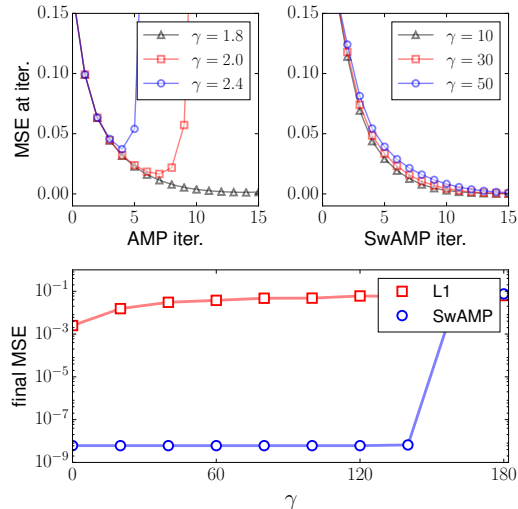 0.15
0.10
0.05
0.00
MSE at iter.
0 5 10 15
AMP iter.
γ = 1.8
γ = 2.0
γ = 2.4
0.15
0.10
0.05
0.00
0 5 10 15
SwAMP iter.
γ = 10
γ = 30
γ = 50
10⁻¹
10⁻³
10⁻⁵
10⁻⁷
10⁻⁹
final MSE
0 60 120 180
γ
L1
SwAMP